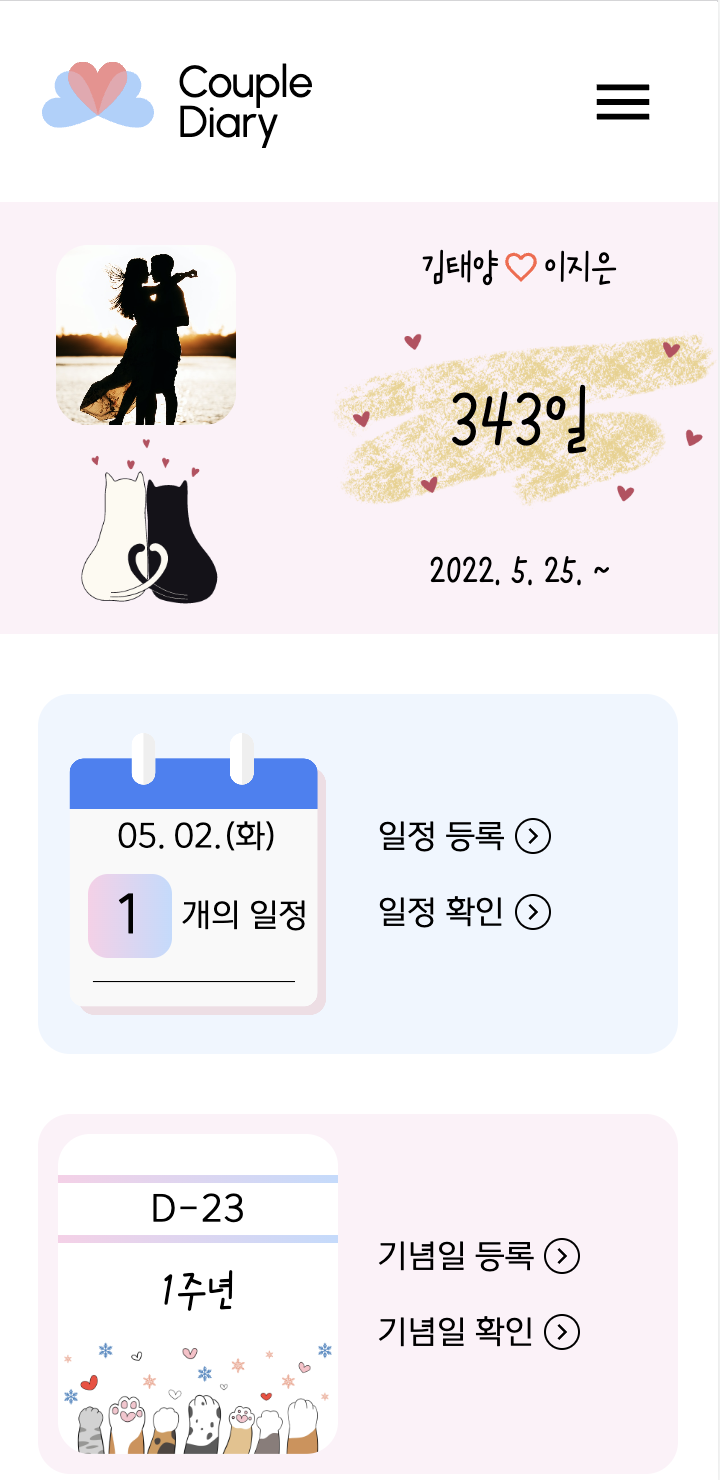 Couple
Diary
김태양 ♡ 이지은
343일
2022. 5. 25. ~
05. 02.(화)
1 개의 일정
일정 등록
일정 확인
D-23
1주년
기념일 등록
기념일 확인